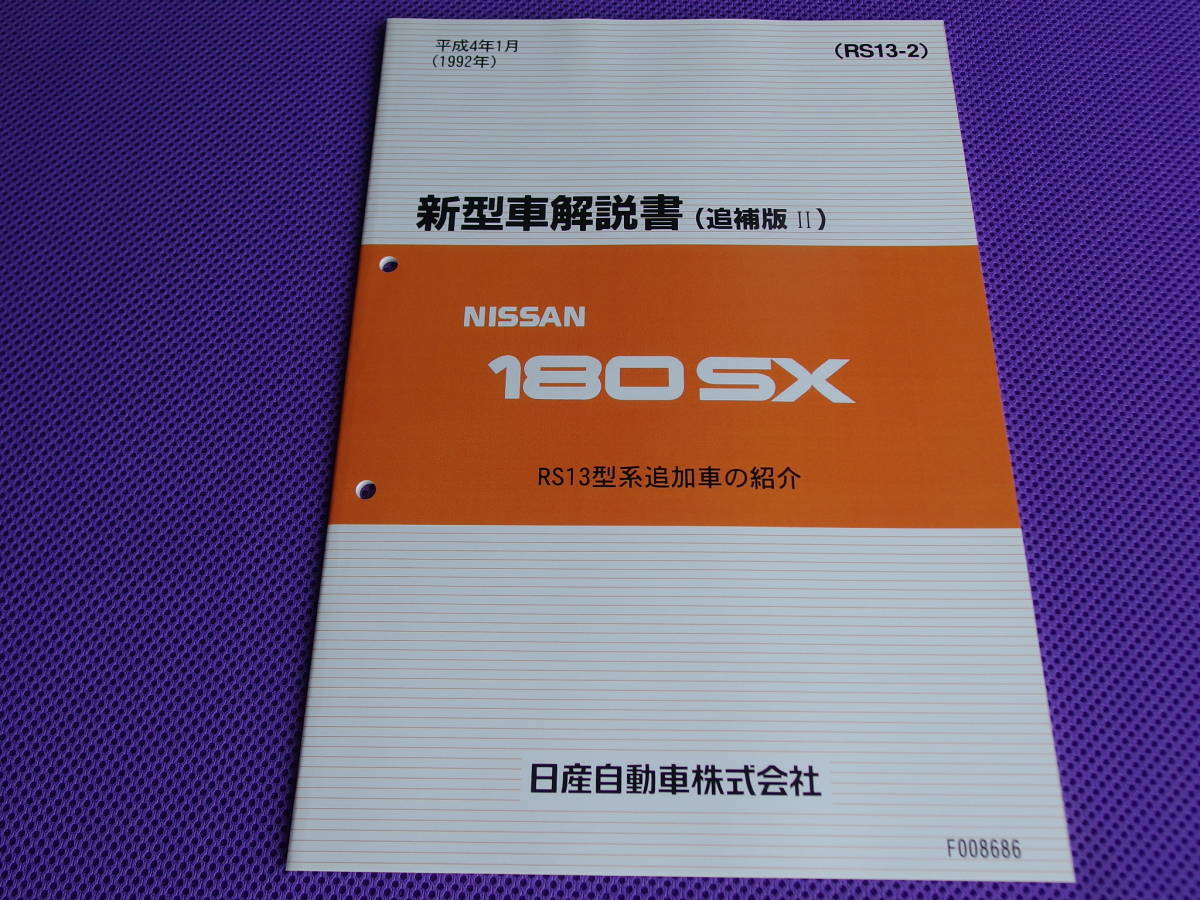 平成4年1月
(1992年)
(RS13-2)
新型車解説書(追補版 II)
NISSAN
180SX
RS13型系追加車の紹介
日産自動車株式会社
F008686